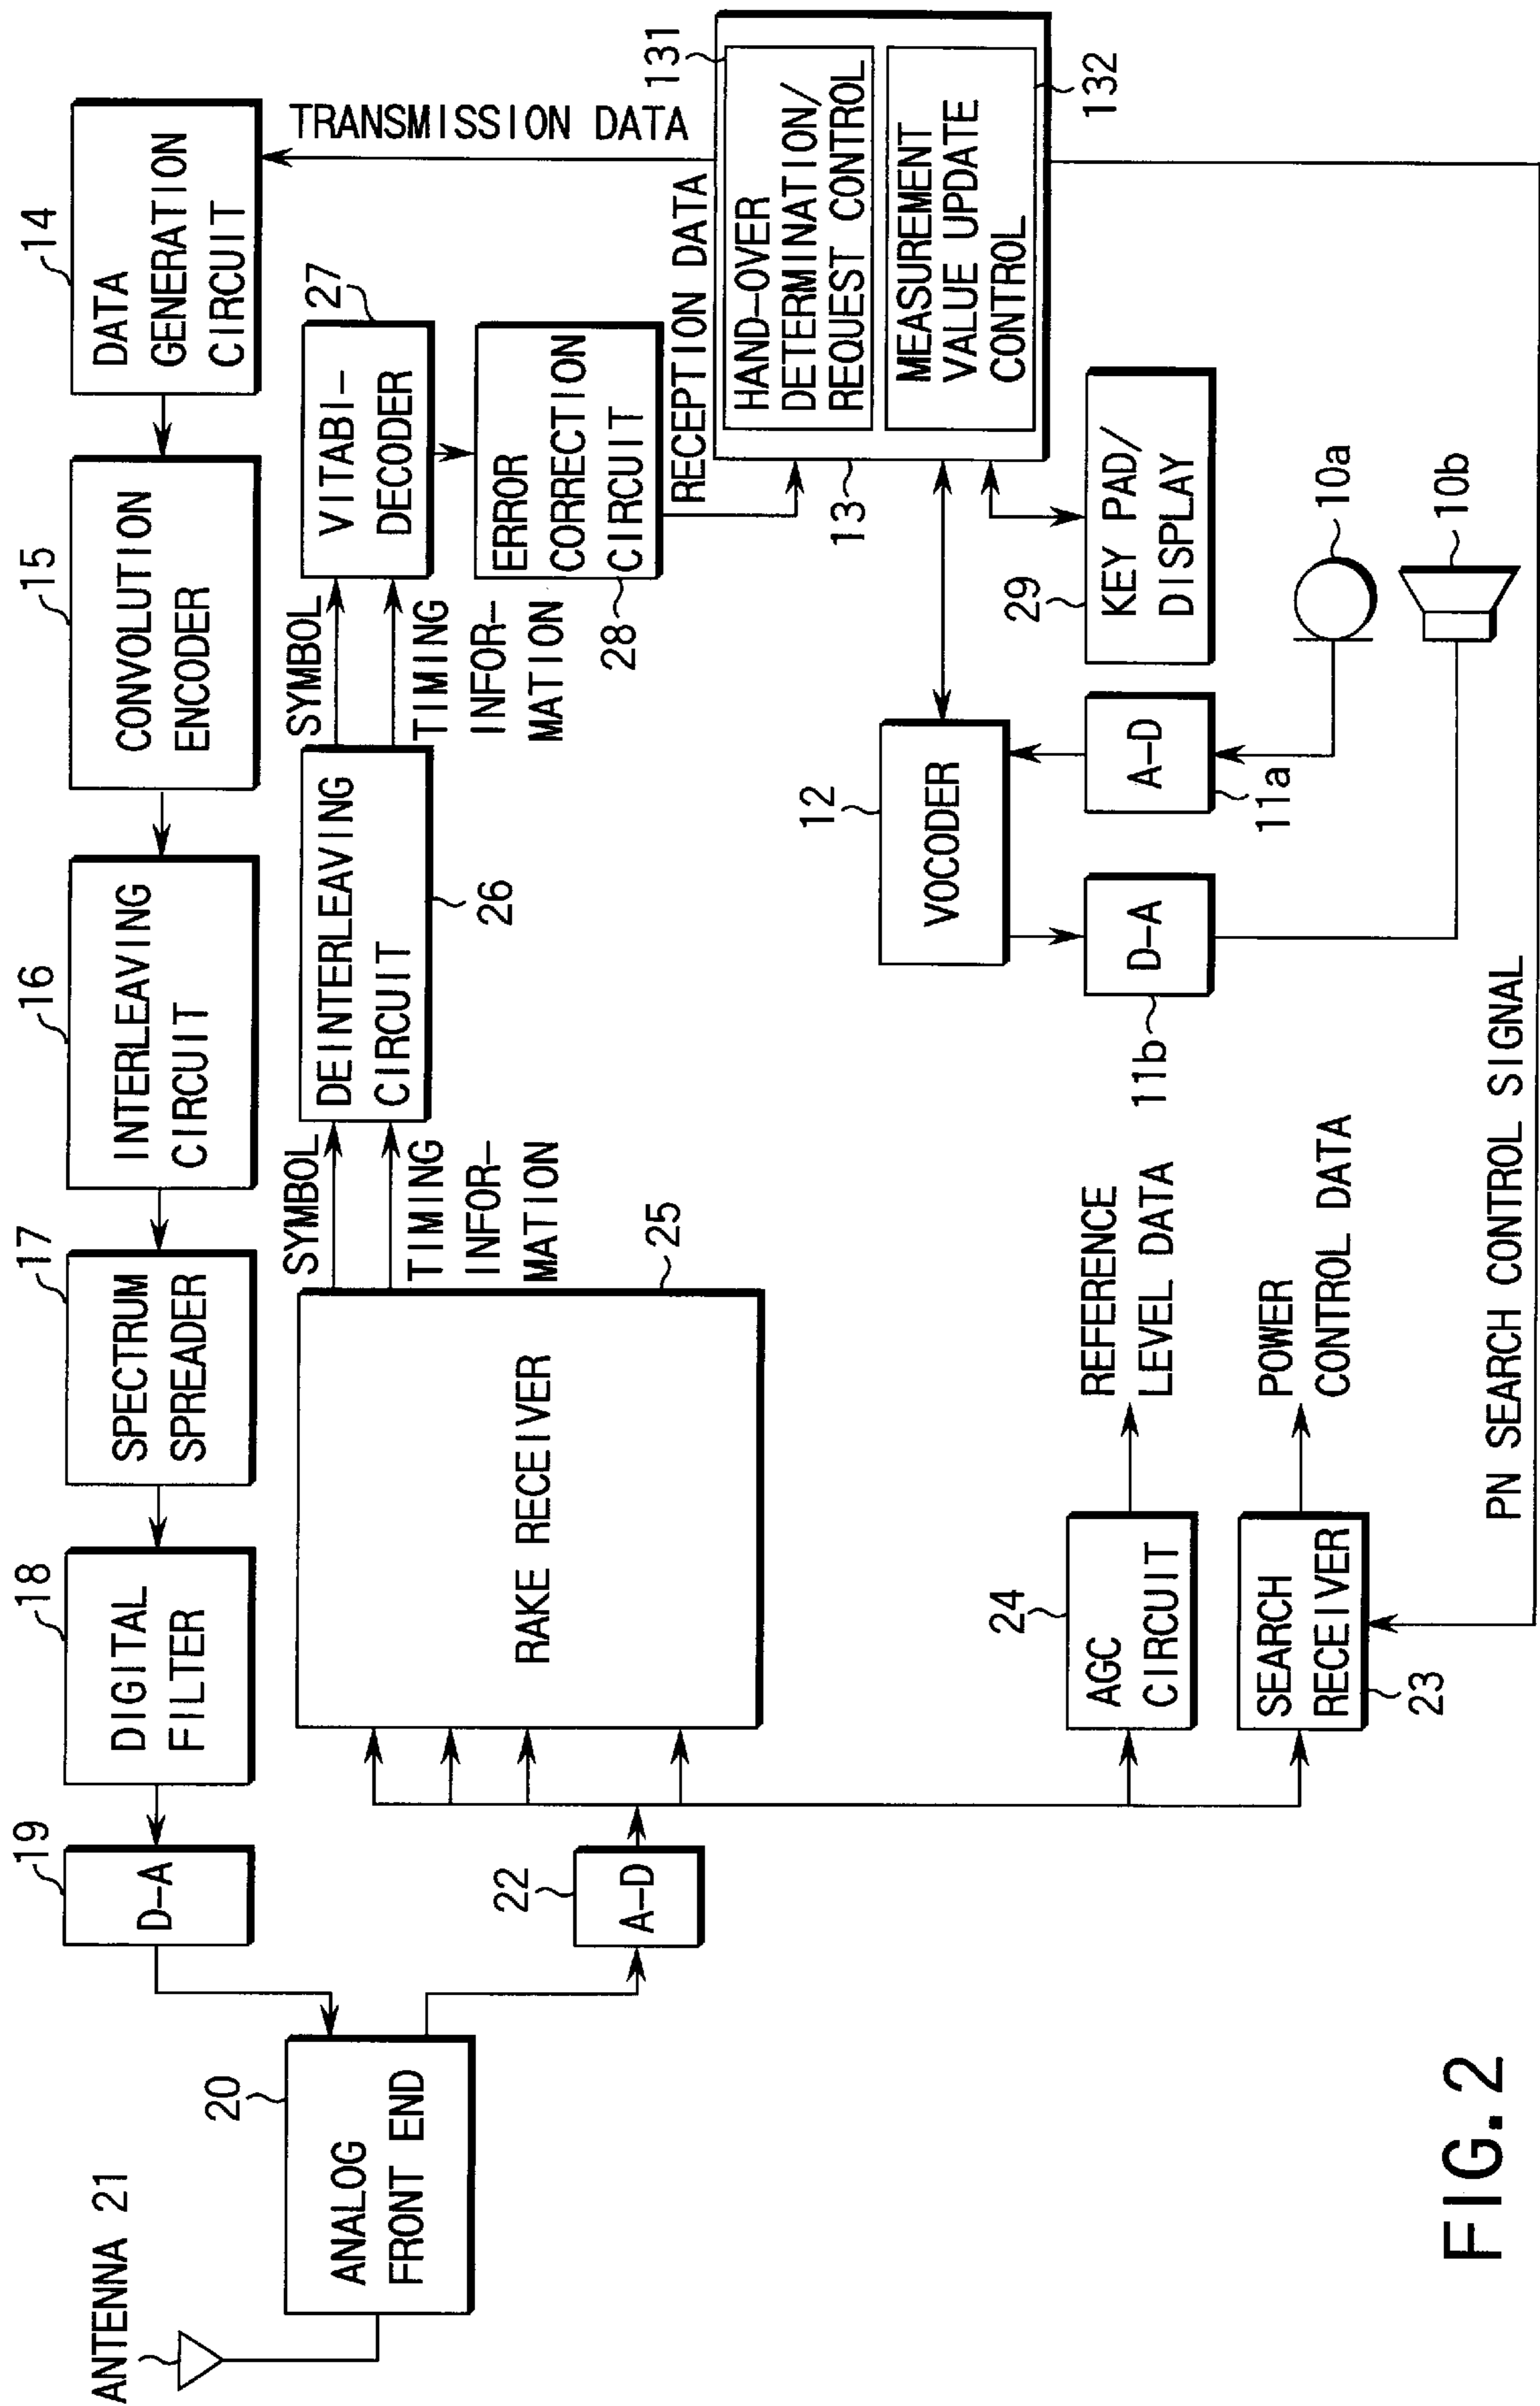 ANTENNA 21
20
ANALOG
FRONT END
19
D-A
18
DIGITAL
FILTER
17
SPECTRUM
SPREADER
16
INTERLEAVING
CIRCUIT
15
CONVOLUTION
ENCODER
14
DATA
GENERATION
CIRCUIT
TRANSMISSION DATA
22
A-D
RAKE RECEIVER
25
SYMBOL
TIMING
INFOR-
MATION
DEINTERLEAVING
CIRCUIT
26
SYMBOL
TIMING
INFOR-
MATION
27
VITABI-
DECODER
ERROR
CORRECTION
CIRCUIT
28
RECEPTION DATA
13
131
HAND-OVER
DETERMINATION/
REQUEST CONTROL
MEASUREMENT
VALUE UPDATE
CONTROL
132
12
VOCODER
A-D
11a
D-A
11b
29
KEY PAD/
DISPLAY
10a
10b
24
AGC
CIRCUIT
REFERENCE
LEVEL DATA
SEARCH
RECEIVER
23
POWER
CONTROL DATA
PN SEARCH CONTROL SIGNAL
FIG. 2